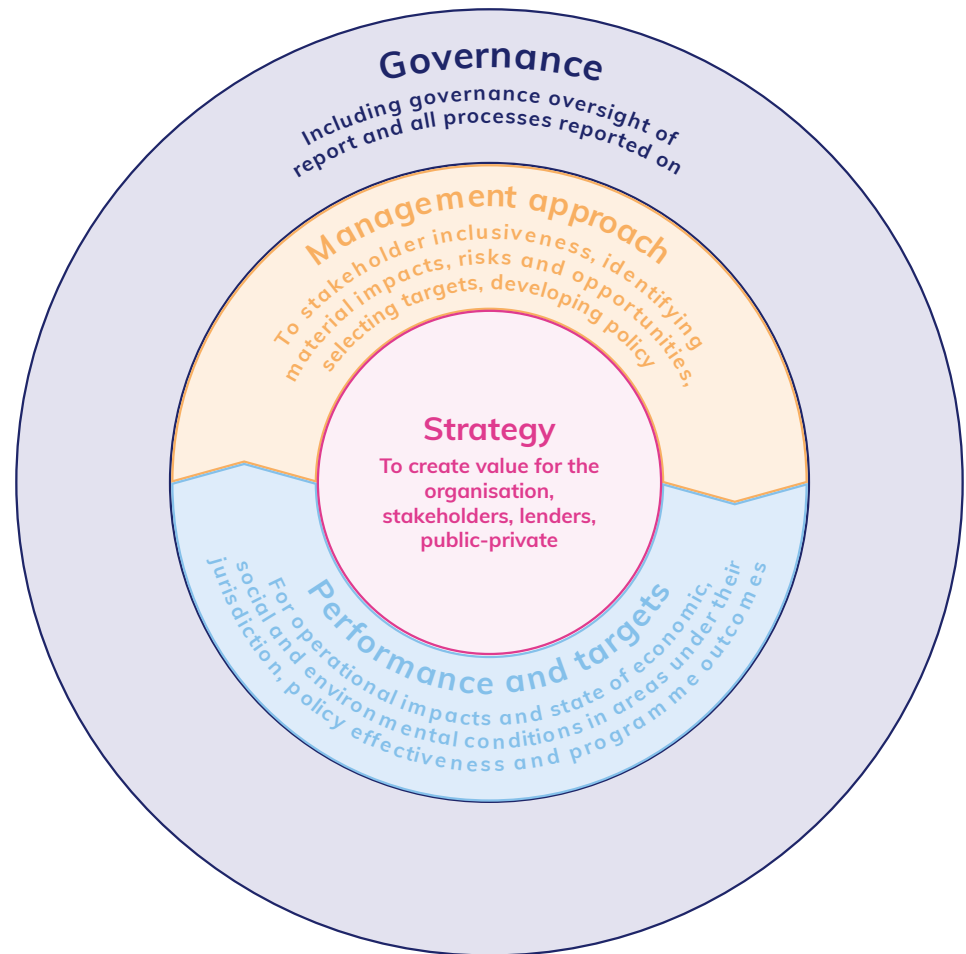 Governance
Including governance oversight of
report and all processes reported on
Management approach
To stakeholder inclusiveness, identifying
material impacts, risks and opportunities,
selecting targets, developing policy
Strategy
To create value for the
organisation,
stakeholders, lenders,
public-private
Performance and targets
For operational impacts and state of economic,
social and environmental conditions in areas under their
jurisdiction, policy effectiveness and programme outcomes